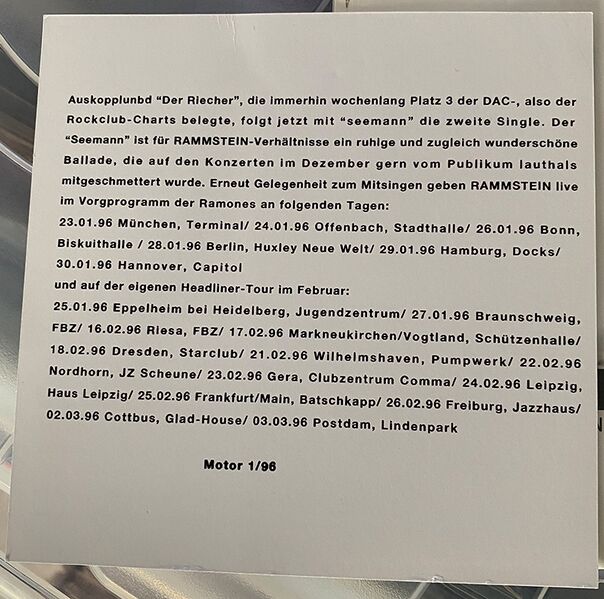 Auskopplunbd "Der Riecher", die immerhin wochenlang Platz 3 der DAC-, also der
Rockclub-Charts belegte, folgt jetzt mit "seemann" die zweite Single. Der
"Seemann" ist für RAMMSTEIN-Verhältnisse ein ruhige und zugleich wunderschöne
Ballade, die auf den Konzerten im Dezember gern vom Publikum lauthals
mitgeschmettert wurde. Erneut Gelegenheit zum Mitsingen geben RAMMSTEIN live
im Vorprogramm der Ramones an folgenden Tagen:
23.01.96 München, Terminal/ 24.01.96 Offenbach, Stadthalle/ 26.01.96 Bonn,
Biskuithalle / 28.01.96 Berlin, Huxley Neue Welt/ 29.01.96 Hamburg, Docks/
30.01.96 Hannover, Capitol
und auf der eigenen Headliner-Tour im Februar:
25.01.96 Eppelheim bei Heidelberg, Jugendzentrum/ 27.01.96 Braunschweig,
FBZ/ 16.02.96 Riesa, FBZ/ 17.02.96 Markneukirchen/Vogtland, Schützenhalle/
18.02.96 Dresden, Starclub/ 21.02.96 Wilhelmshaven, Pumpwerk/ 22.02.96
Nordhorn, JZ Scheune/ 23.02.96 Gera, Clubzentrum Comma/ 24.02.96 Leipzig,
Haus Leipzig/ 25.02.96 Frankfurt/Main, Batschkapp/ 26.02.96 Freiburg, Jazzhaus/
02.03.96 Cottbus, Glad-House/ 03.03.96 Postdam, Lindenpark
Motor 1/96